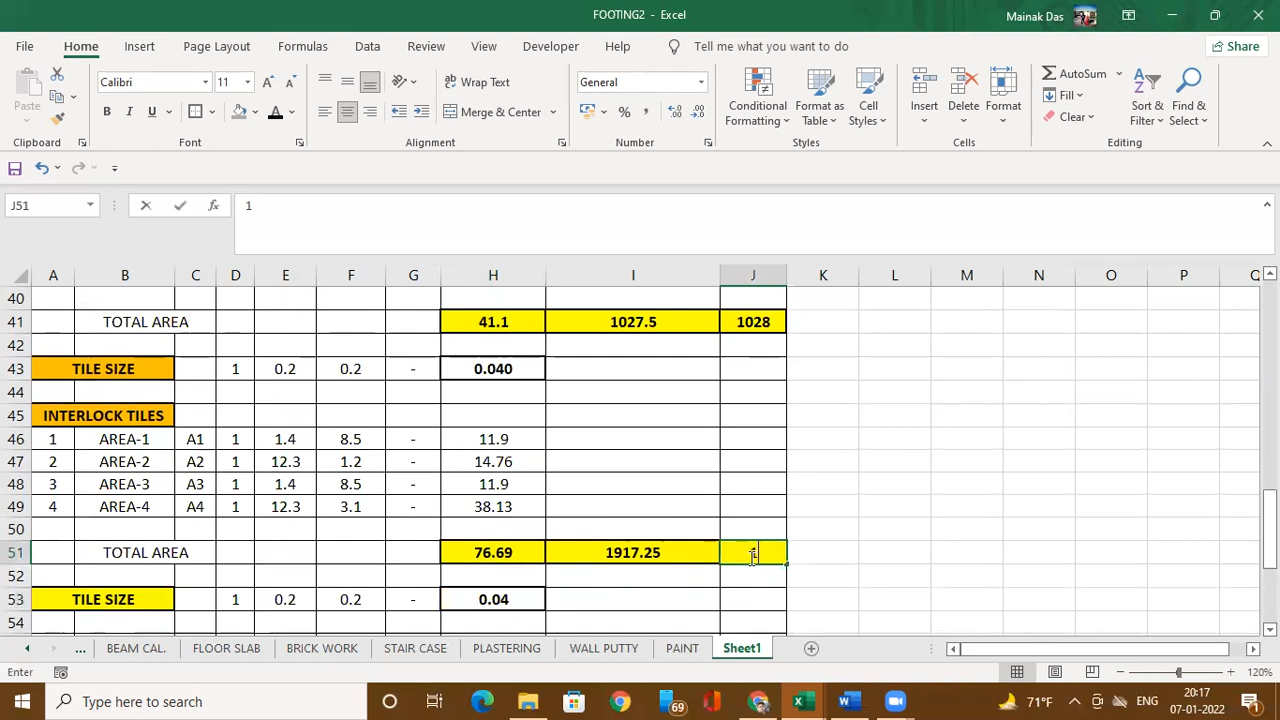 FOOTING2 - Excel
Mainak Das
File Home Insert Page Layout Formulas Data Review View Developer Help Tell me what you want to do Share
Paste Calibri 11 Wrap Text General Conditional Formatting Format as Table Cell Styles Insert Delete Format AutoSum Sort & Filter Find & Select
B I U A Merge & Center % Fill
Clear
Clipboard Font Alignment Number Styles Cells Editing
J51 fx 1
A B C D E F G H I J K L M N O P Q
40
41 TOTAL AREA 41.1 1027.5 1028
42
43 TILE SIZE 1 0.2 0.2 - 0.040
44
45 INTERLOCK TILES
46 1 AREA-1 A1 1 1.4 8.5 - 11.9
47 2 AREA-2 A2 1 12.3 1.2 - 14.76
48 3 AREA-3 A3 1 1.4 8.5 - 11.9
49 4 AREA-4 A4 1 12.3 3.1 - 38.13
50
51 TOTAL AREA 76.69 1917.25 1
52
53 TILE SIZE 1 0.2 0.2 - 0.04
54
... BEAM CAL. FLOOR SLAB BRICK WORK STAIR CASE PLASTERING WALL PUTTY PAINT Sheet1
Enter 120%
Type here to search 69 71°F ENG 20:17
07-01-2022 1